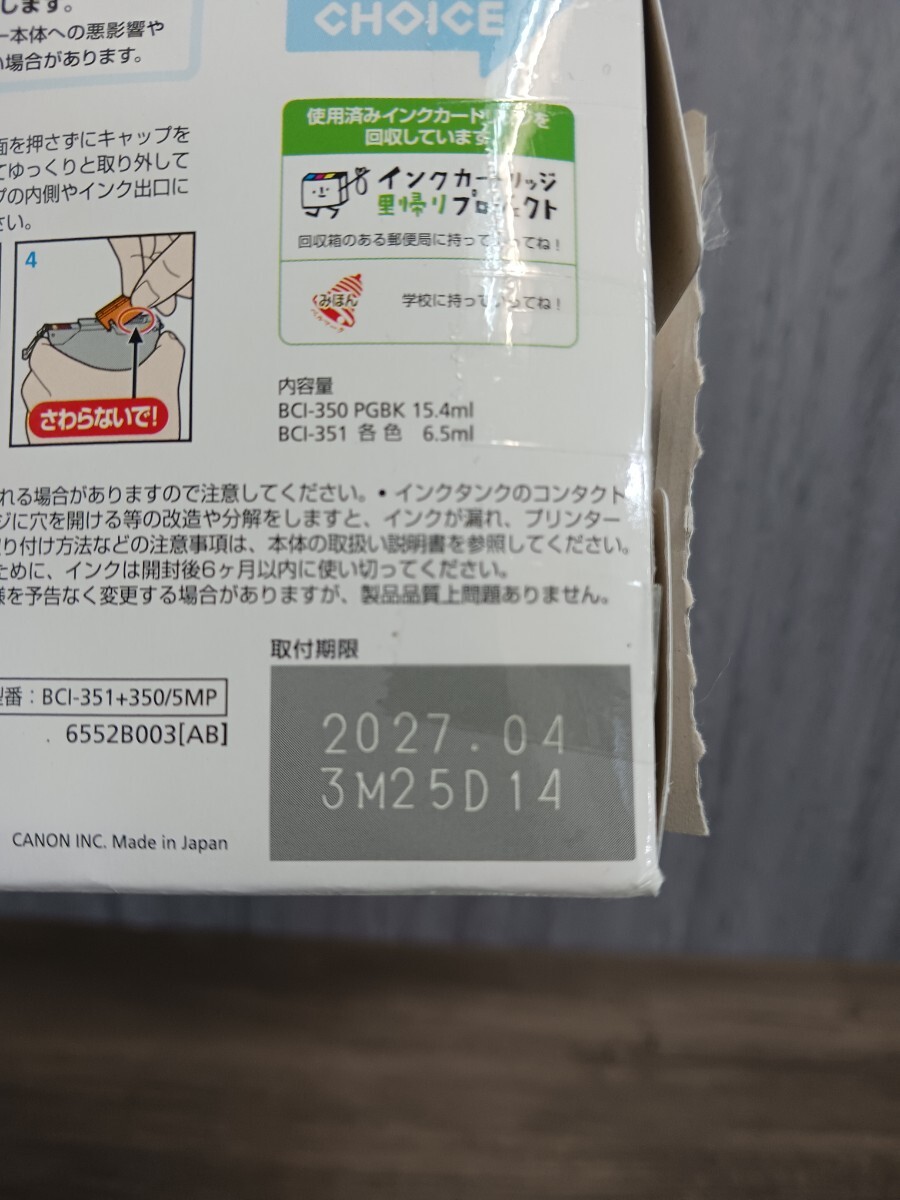 します。
ー本体への悪影響や
い場合があります。
CHOICE
使用済みインクカートリッジを
回収しています
インクカートリッジ
里帰りプロジェクト
回収箱のある郵便局に持っていってね！
みほん
ベルマーク
学校に持っていってね！
面を押さずにキャップを
てゆっくりと取り外して
グの内側やインク出口に
さい。
4
さわらないで!
内容量
BCI-350 PGBK 15.4ml
BCI-351 各色 6.5ml
れる場合がありますので注意してください。• インクタンクのコンタクト
ジに穴を開ける等の改造や分解をしますと、インクが漏れ、プリンター
取り付け方法などの注意事項は、本体の取扱い説明書を参照してください。
ために、インクは開封後6ヶ月以内に使い切ってください。
様を予告なく変更する場合がありますが、製品品質上問題ありません。
取付期限
2027.04
3M25D14
型番：BCI-351+350/5MP
6552B003[AB]
CANON INC. Made in Japan